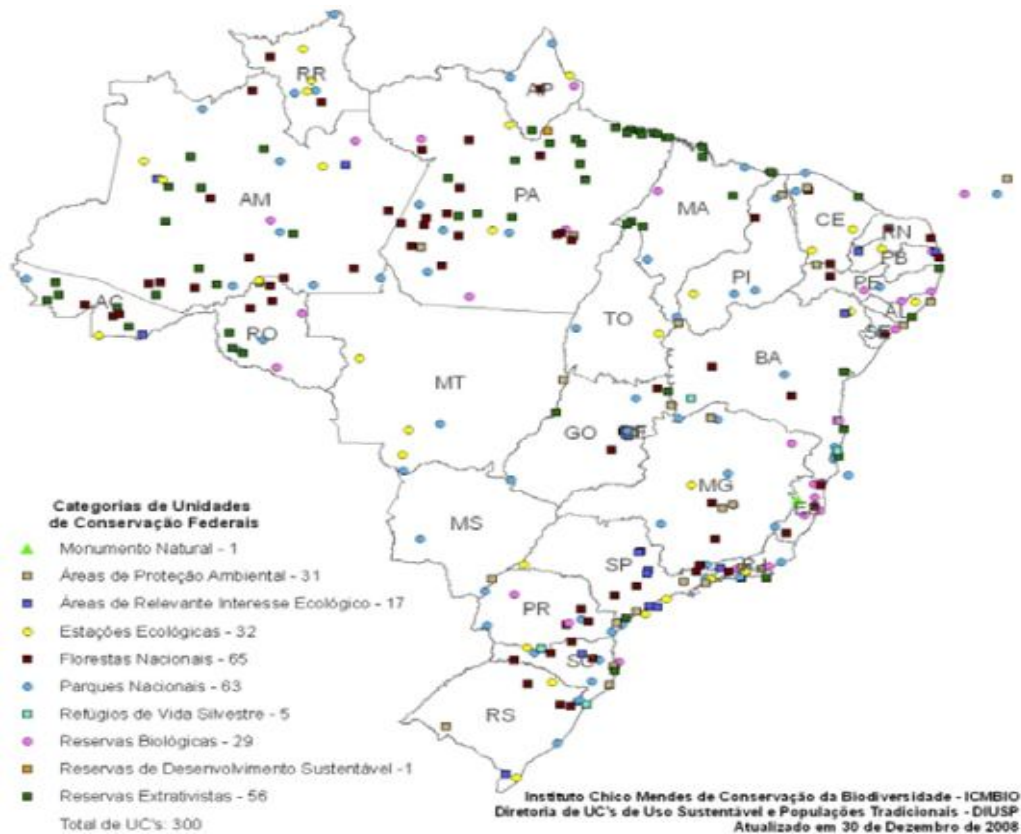 RR
AP
AM
PA
MA
CE
RN
PB
PE
AL
SE
PI
TO
AC
RO
BA
MT
GO
DF
MG
MS
SP
RJ
PR
SC
RS
Categorias de Unidades
de Conservação Federais
Monumento Natural - 1
Áreas de Proteção Ambiental - 31
Áreas de Relevante Interesse Ecológico - 17
Estações Ecológicas - 32
Florestas Nacionais - 65
Parques Nacionais - 63
Refúgios de Vida Silvestre - 5
Reservas Biológicas - 29
Reservas de Desenvolvimento Sustentável -1
Reservas Extrativistas - 56
Total de UC's: 300
Instituto Chico Mendes de Conservação da Biodiversidade - ICMBIO
Diretoria de UC's de Uso Sustentável e Populações Tradicionais - DIUSP
Atualizado em 30 de Dezembro de 2008